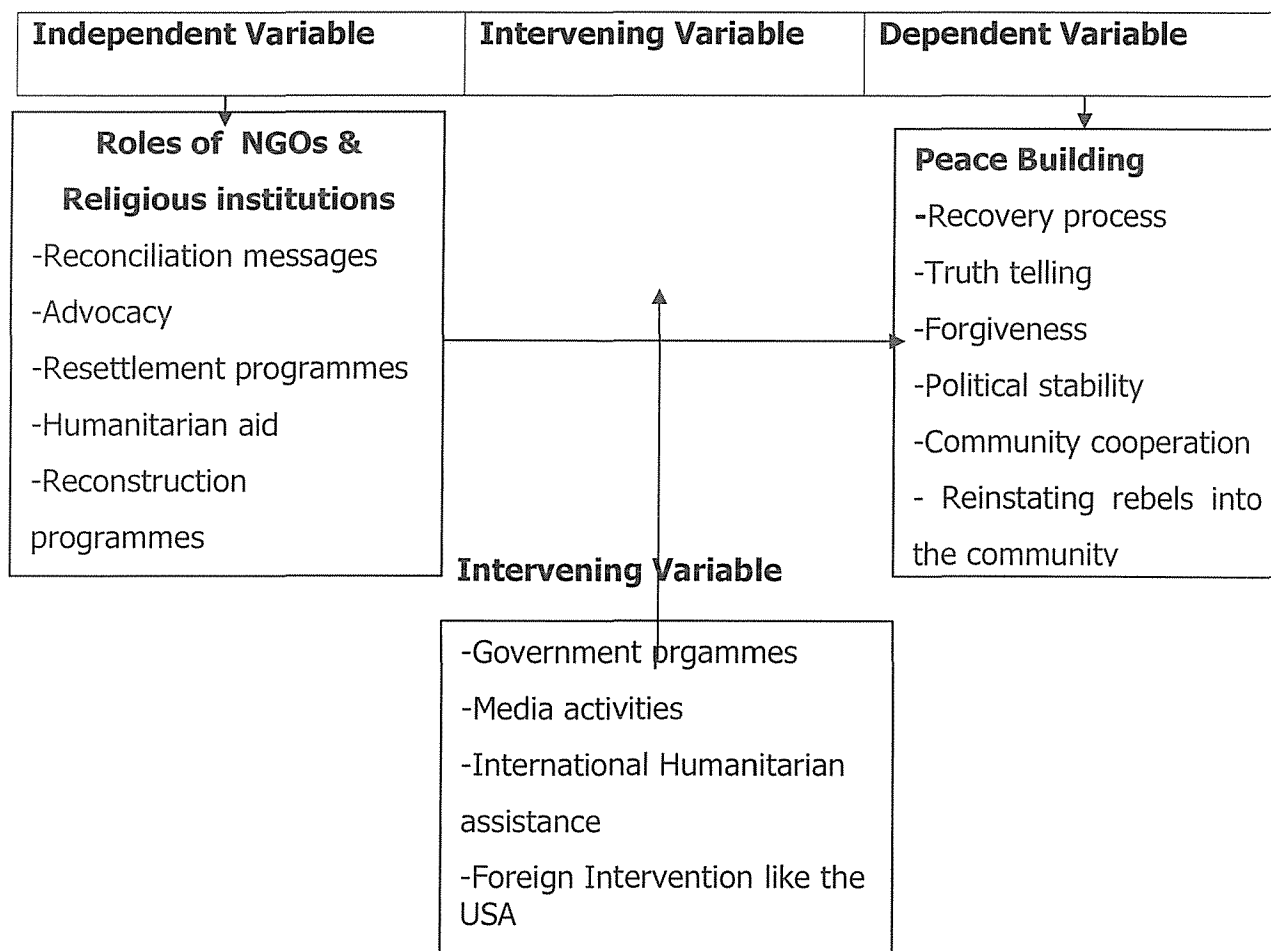 Independent Variable
Intervening Variable
Dependent Variable
Roles of NGOs &
Religious institutions
-Reconciliation messages
-Advocacy
-Resettlement programmes
-Humanitarian aid
-Reconstruction
programmes
Peace Building
-Recovery process
-Truth telling
-Forgiveness
-Political stability
-Community cooperation
- Reinstating rebels into
the community
Intervening Variable
-Government prgammes
-Media activities
-International Humanitarian
assistance
-Foreign Intervention like the
USA